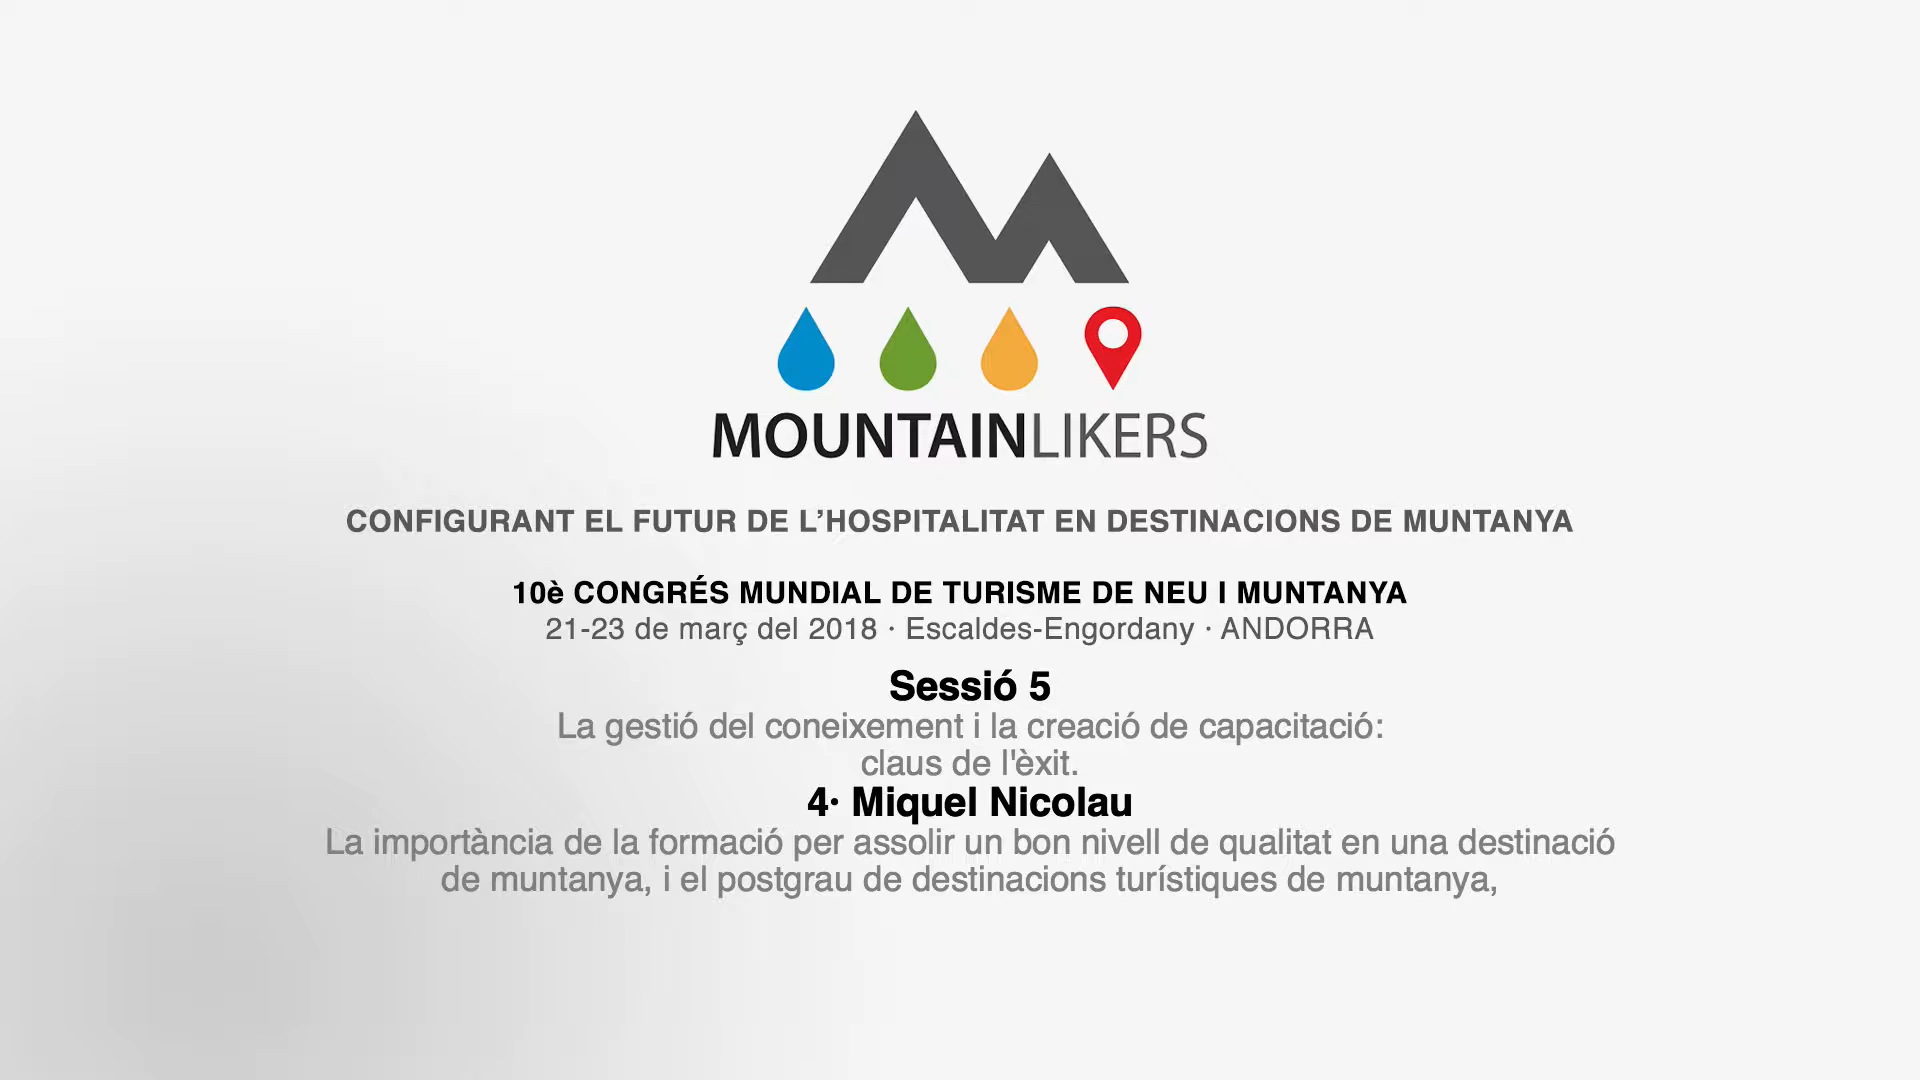 MOUNTAINLIKERS
CONFIGURANT EL FUTUR DE L’HOSPITALITAT EN DESTINACIONS DE MUNTANYA
10è CONGRÉS MUNDIAL DE TURISME DE NEU I MUNTANYA
21-23 de març del 2018 · Escaldes-Engordany · ANDORRA
Sessió 5
La gestió del coneixement i la creació de capacitació:
claus de l'èxit.
4· Miquel Nicolau
La importància de la formació per assolir un bon nivell de qualitat en una destinació
de muntanya, i el postgrau de destinacions turístiques de muntanya,